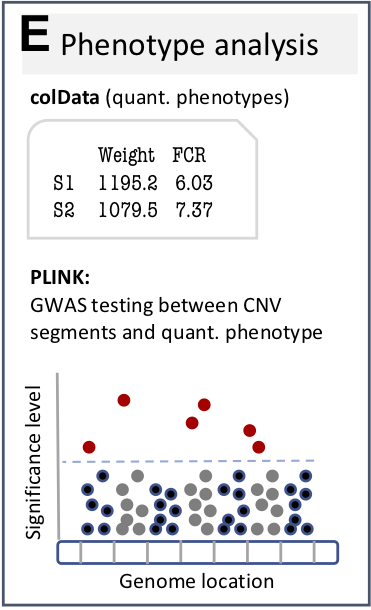 E Phenotype analysis
colData (quant. phenotypes)
Weight FCR
S1 1195.2 6.03
S2 1079.5 7.37
PLINK:
GWAS testing between CNV
segments and quant. phenotype
Significance level
Genome location